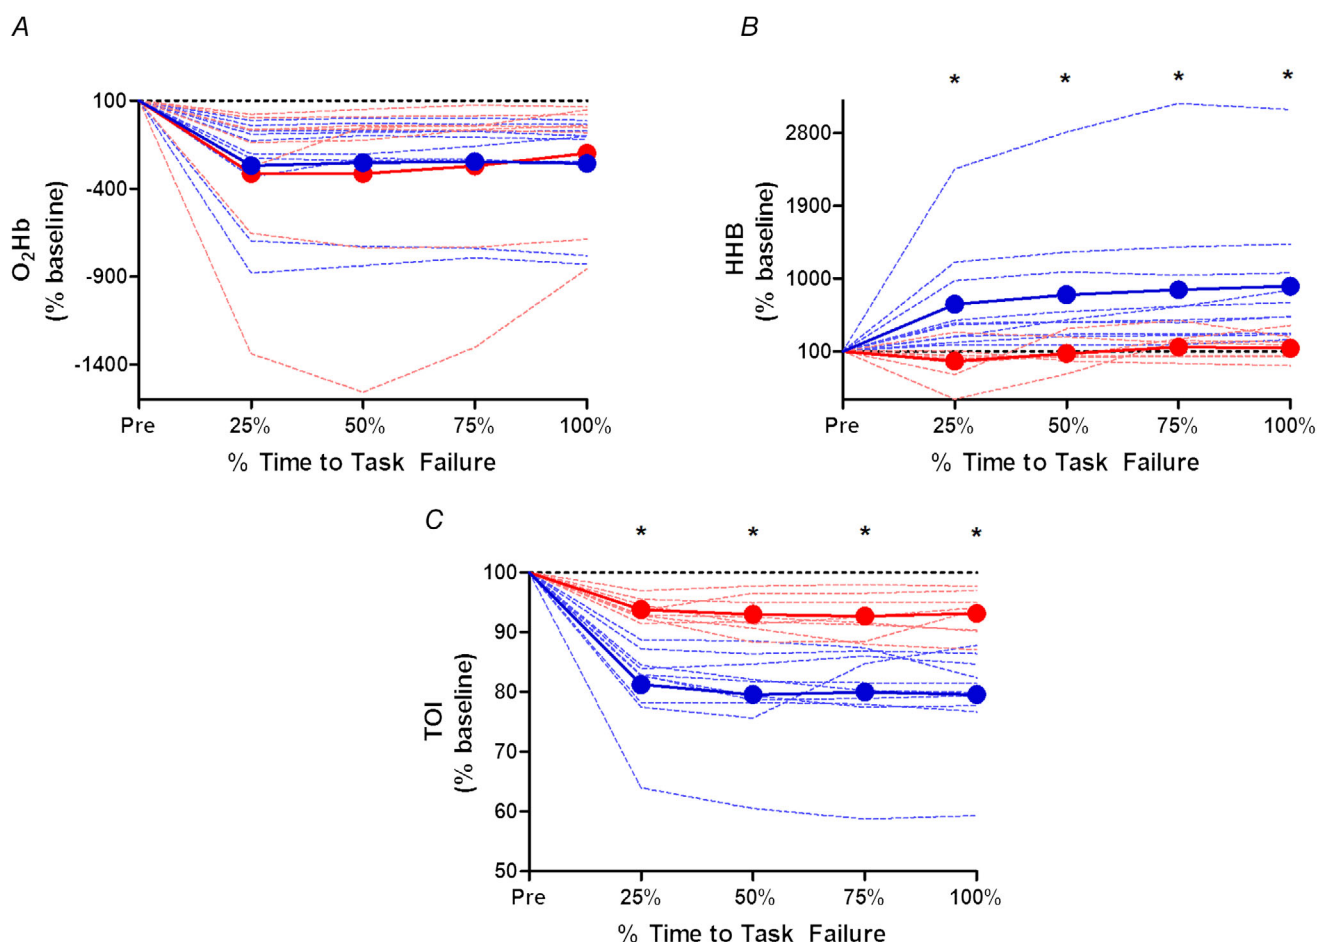 A
B
* * * *
100
-400
-900
-1400
O₂Hb
(% baseline)
Pre 25% 50% 75% 100%
% Time to Task Failure
2800
1900
1000
100
HHB
(% baseline)
Pre 25% 50% 75% 100%
% Time to Task Failure
C
* * * *
100
90
80
70
60
50
TOI
(% baseline)
Pre 25% 50% 75% 100%
% Time to Task Failure